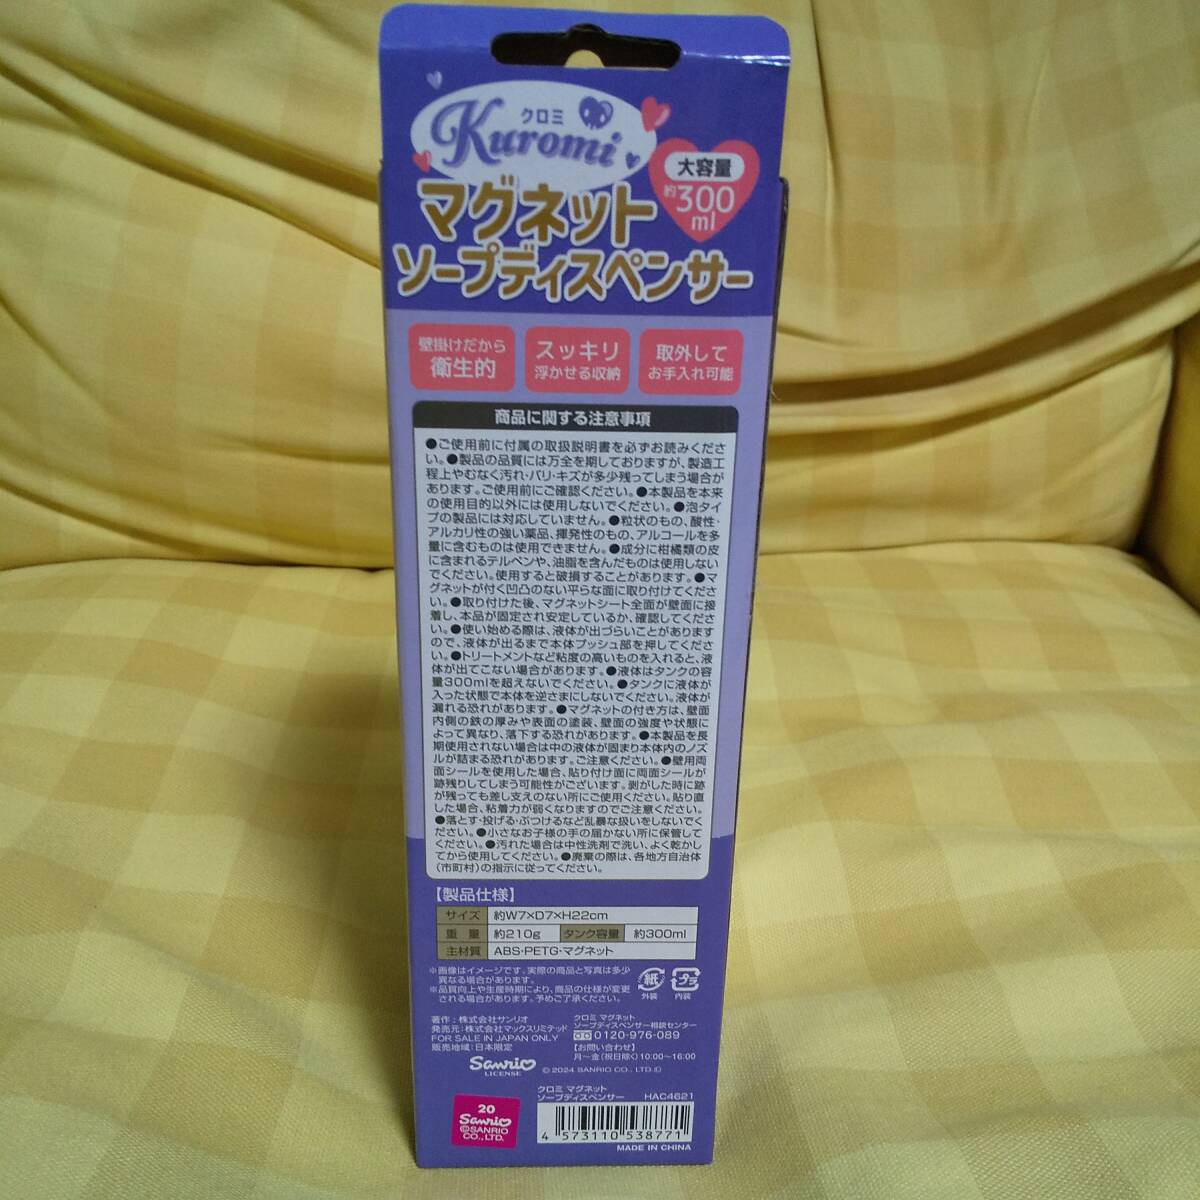 クロミ
Kuromi
大容量
約300
ml
マグネット
ソープディスペンサー
壁掛けだから
衛生的
スッキリ
浮かせる収納
取外して
お手入れ可能
商品に関する注意事項
●ご使用前に付属の取扱説明書を必ずお読みくださ
い。●製品の品質には万全を期しておりますが、製造工
程上やむなく汚れ・バリ・キズが多少残ってしまう場合が
あります。ご使用前にご確認ください。●本製品を本来
の使用目的以外には使用しないでください。●泡タイ
プの製品には対応していません。●粒状のもの、酸性・
アルカリ性の強い薬品、揮発性のもの、アルコールを多
量に含むものは使用できません。●成分に柑橘類の皮
に含まれるテルペンや、油脂を含んだものは使用しない
でください。使用すると破損することがあります。●マ
グネットが付く凹凸のない平らな面に取り付けてくださ
い。●取り付けた後、マグネットシート全面が壁面に接
着し、本品が固定され安定しているか、確認してくださ
い。●使い始める際は、液体が出づらいことがあります
ので、液体が出るまで本体プッシュ部を押してくださ
い。●トリートメントなど粘度の高いものを入れると、液
体が出てこない場合があります。●液体はタンクの容
量300mlを超えないでください。●タンクに液体が
入った状態で本体を逆さまにしないでください。液体が
漏れる恐れがあります。●マグネットの付き方は、壁面
内側の鉄の厚みや表面の塗装、壁面の強度や状態に
よって異なり、落下する恐れがあります。●本製品を長
期使用されない場合は中の液体が固まり本体内のノズ
ルが詰まる恐れがあります。ご注意ください。●壁用両
面シールを使用した場合、貼り付け面に両面シールが
跡残りしてしまう可能性がございます。剥がした時に跡
が残っても差し支えのない所にご使用ください。貼り直
した場合、粘着力が弱くなりますのでご注意ください。
●落とす・投げる・ぶつけるなど乱暴な扱いをしないでく
ださい。●小さなお子様の手の届かない所に保管して
ください。●汚れた場合は中性洗剤で洗い、よく乾かし
てから使用してください。●廃棄の際は、各地方自治体
(市町村)の指示に従ってください。
【製品仕様】
サイズ 約W7×D7×H22cm
重量 約210g タンク容量 約300ml
主材質 ABS・PETG・マグネット
※画像はイメージです。実際の商品と写真は多少
異なる場合があります。
※品質向上や生産時期により、商品の仕様が変更
される場合があります。予めご了承ください。
紙 プラ
外装 内装
著作：株式会社サンリオ
発売元：株式会社マックスリミテッド
FOR SALE IN JAPAN ONLY
販売地域：日本限定
クロミ マグネット
ソープディスペンサー相談センター
0120-976-089
【お問い合わせ】
月〜金(祝日除く)10:00〜16:00
Sanrio
LICENSE
© 2024 SANRIO CO., LTD.
クロミ マグネット
ソープディスペンサー HAC4621
20
Sanrio
©SANRIO
CO.,LTD.
4 573110 538771
MADE IN CHINA